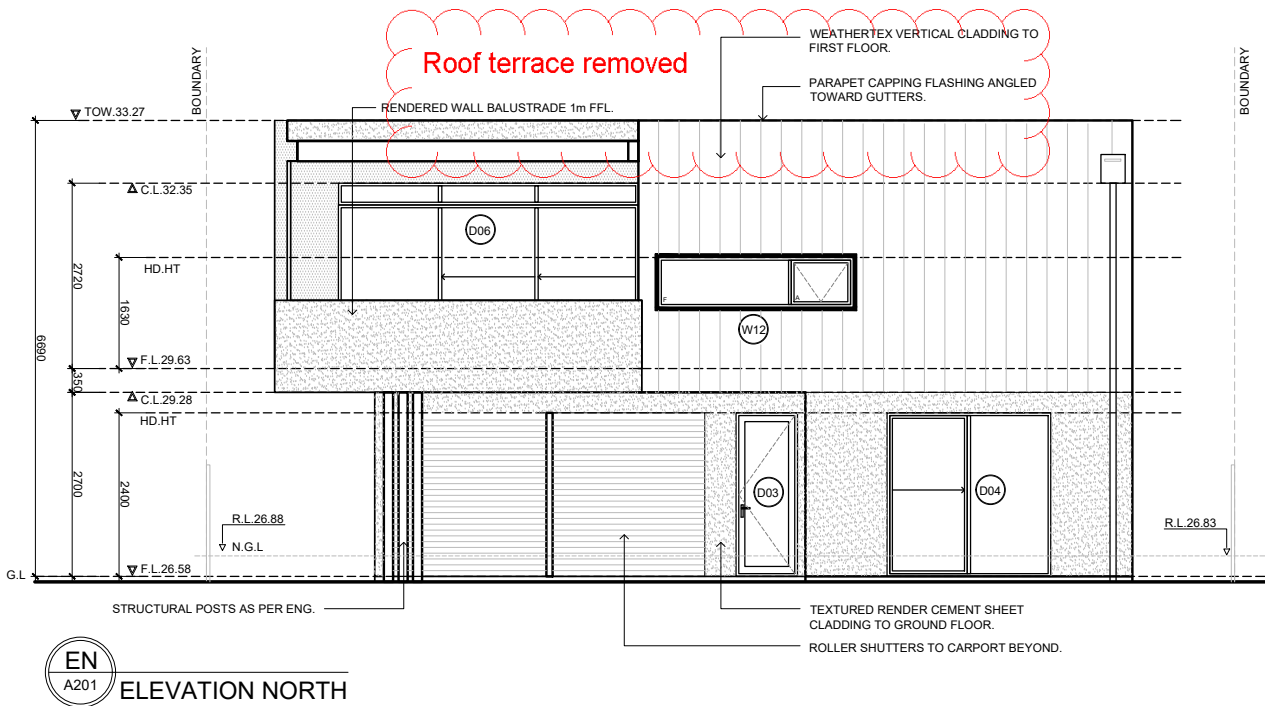 WEATHERTEX VERTICAL CLADDING TO
FIRST FLOOR.
Roof terrace removed
BOUNDARY
BOUNDARY
PARAPET CAPPING FLASHING ANGLED
TOWARD GUTTERS.
RENDERED WALL BALUSTRADE 1m FFL.
TOW.33.27
C.L.32.35
D06
HD.HT
2720
1630
F
A
W12
6690
F.L.29.63
350
C.L.29.28
HD.HT
2700
2400
D03
D04
R.L.26.88
N.G.L
R.L.26.83
F.L.26.58
G.L
STRUCTURAL POSTS AS PER ENG.
TEXTURED RENDER CEMENT SHEET
CLADDING TO GROUND FLOOR.
ROLLER SHUTTERS TO CARPORT BEYOND.
EN
A201
ELEVATION NORTH